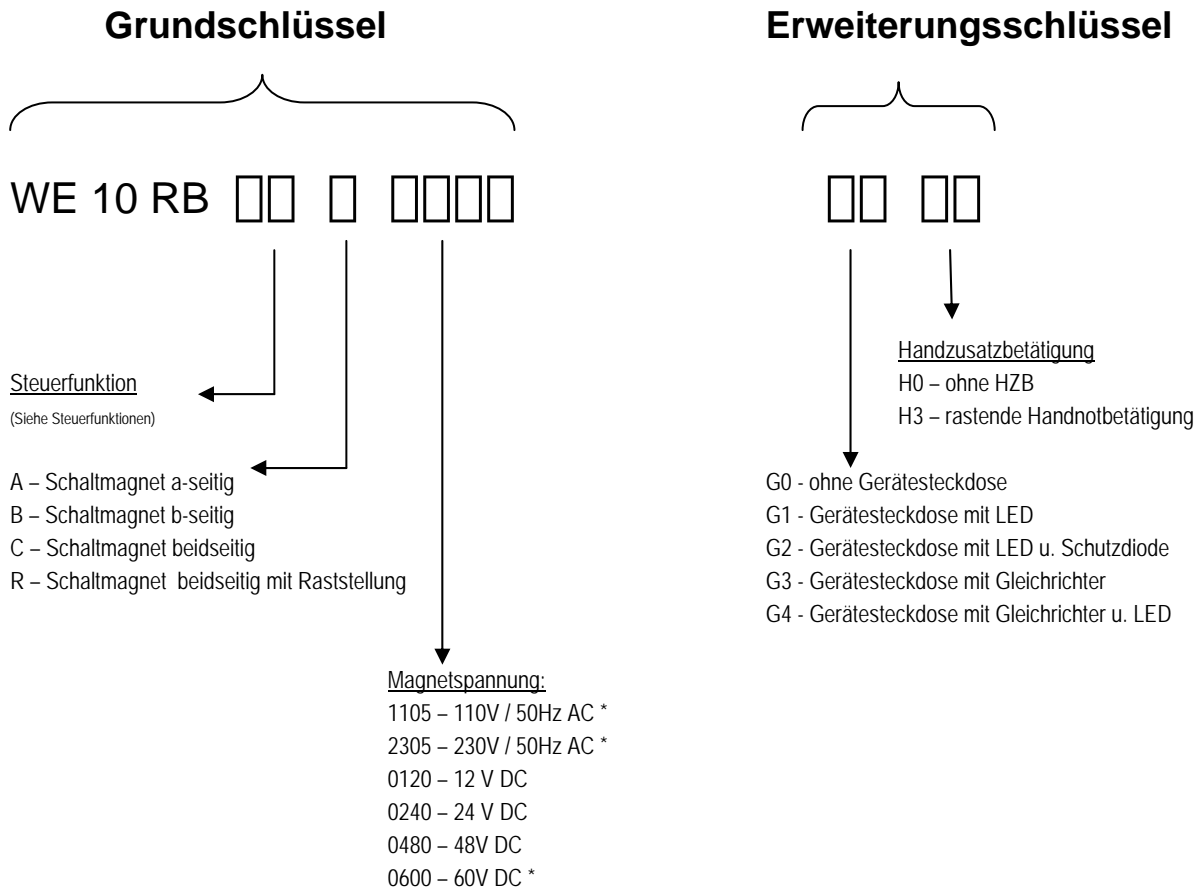 Grundschlüssel
Erweiterungsschlüssel
WE 10 RB
Steuerfunktion
(Siehe Steuerfunktionen)
A – Schaltmagnet a-seitig
B – Schaltmagnet b-seitig
C – Schaltmagnet beidseitig
R – Schaltmagnet beidseitig mit Raststellung
Magnetspannung:
1105 – 110V / 50Hz AC *
2305 – 230V / 50Hz AC *
0120 – 12 V DC
0240 – 24 V DC
0480 – 48V DC
0600 – 60V DC *
Handzusatzbetätigung
H0 – ohne HZB
H3 – rastende Handnotbetätigung
G0 - ohne Gerätesteckdose
G1 - Gerätesteckdose mit LED
G2 - Gerätesteckdose mit LED u. Schutzdiode
G3 - Gerätesteckdose mit Gleichrichter
G4 - Gerätesteckdose mit Gleichrichter u. LED